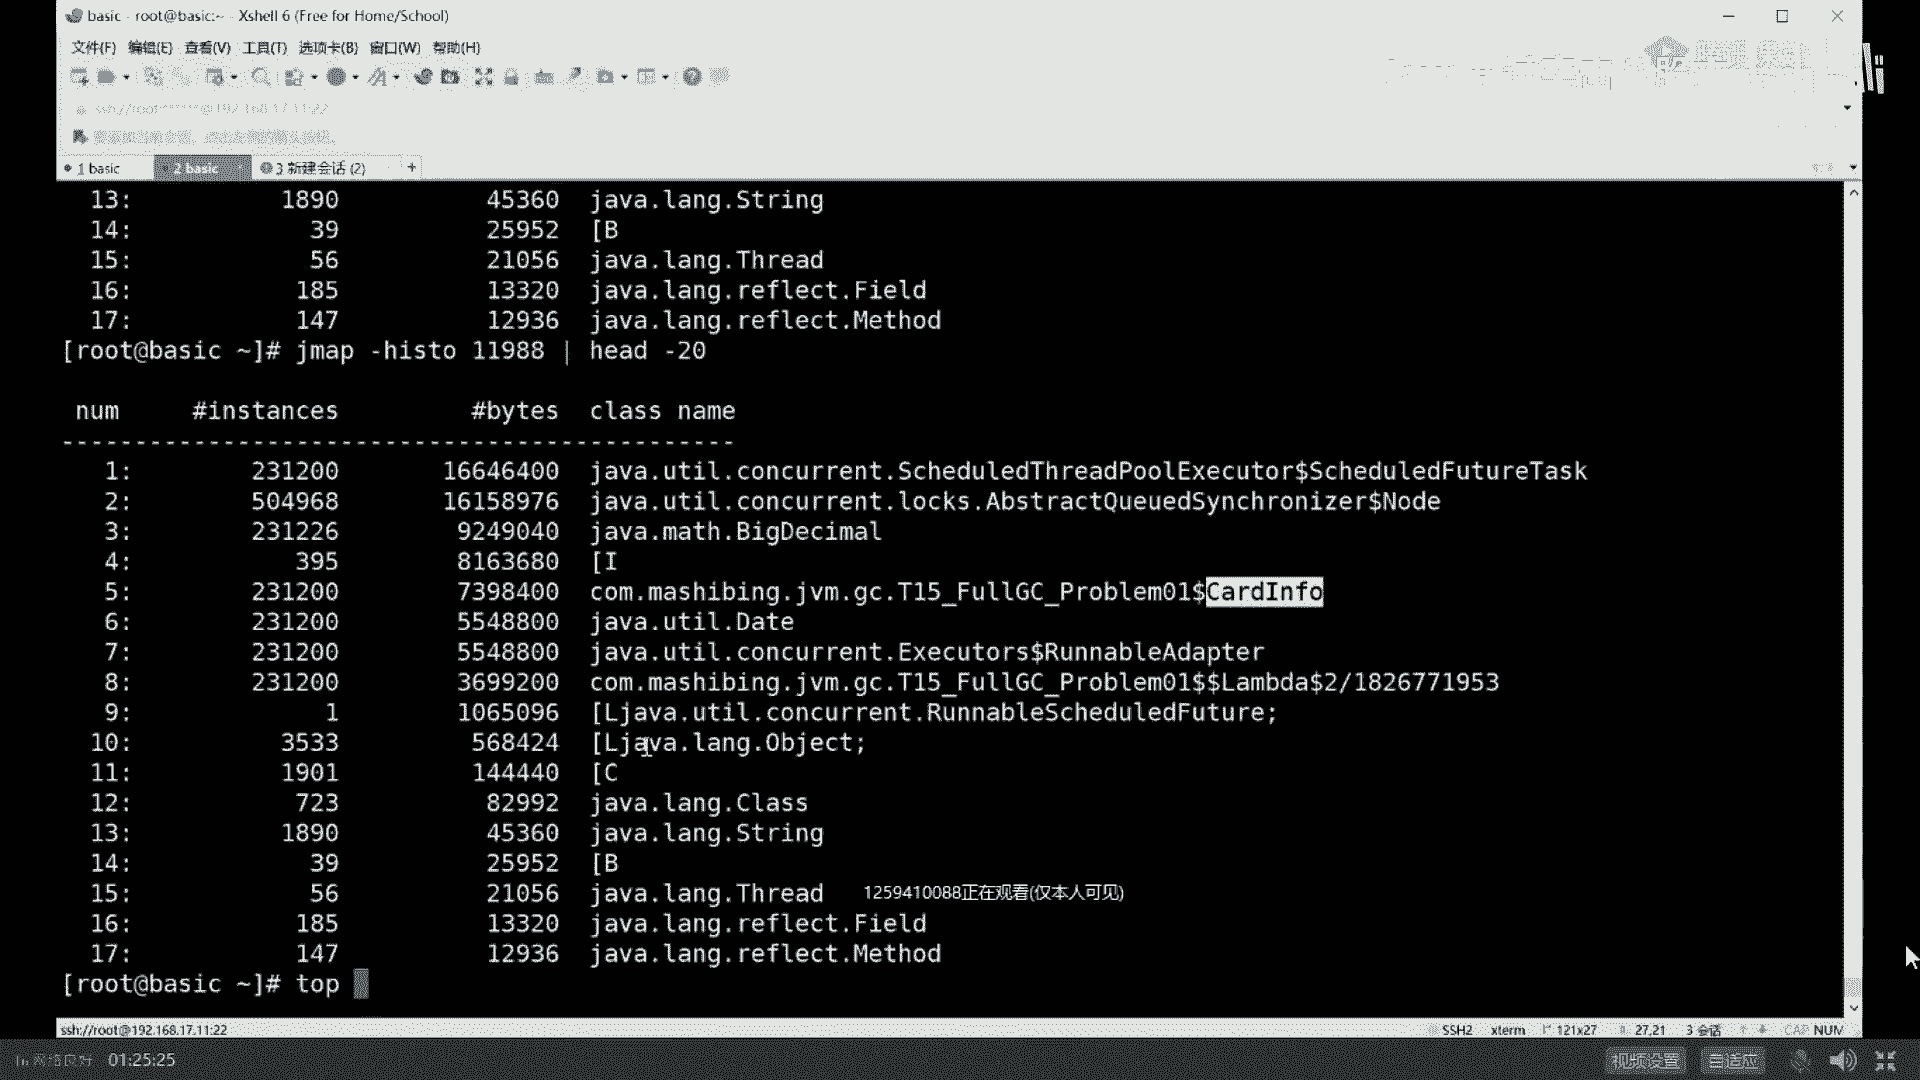 basic - root@basic:~ - Xshell 6 (Free for Home/School)
文件(F) 编辑(E) 查看(V) 工具(T) 选项卡(B) 窗口(W) 帮助(H)
ssh://root:******@192.168.17.11:22
1 basic 2 basic 3 新建会话 (2) +
13: 1890 45360 java.lang.String
14: 39 25952 [B
15: 56 21056 java.lang.Thread
16: 185 13320 java.lang.reflect.Field
17: 147 12936 java.lang.reflect.Method
[root@basic ~]# jmap -histo 11988 | head -20
num #instances #bytes class name
----------------------------------------------
1: 231200 16646400 java.util.concurrent.ScheduledThreadPoolExecutor$ScheduledFutureTask
2: 504968 16158976 java.util.concurrent.locks.AbstractQueuedSynchronizer$Node
3: 231226 9249040 java.math.BigDecimal
4: 395 8163680 [I
5: 231200 7398400 com.mashibing.jvm.gc.T15_FullGC_Problem01$CardInfo
6: 231200 5548800 java.util.Date
7: 231200 5548800 java.util.concurrent.Executors$RunnableAdapter
8: 231200 3699200 com.mashibing.jvm.gc.T15_FullGC_Problem01$$Lambda$2/1826771953
9: 1 1065096 [Ljava.util.concurrent.RunnableScheduledFuture;
10: 3533 568424 [Ljava.lang.Object;
11: 1901 144440 [C
12: 723 82992 java.lang.Class
13: 1890 45360 java.lang.String
14: 39 25952 [B
15: 56 21056 java.lang.Thread 1259410088正在观看(仅本人可见)
16: 185 13320 java.lang.reflect.Field
17: 147 12936 java.lang.reflect.Method
[root@basic ~]# top
ssh://root@192.168.17.11:22 SSH2 xterm 121x27 27,21 3 会话 CAP NUM
网络良好 01:25:25 视频设置 自适应